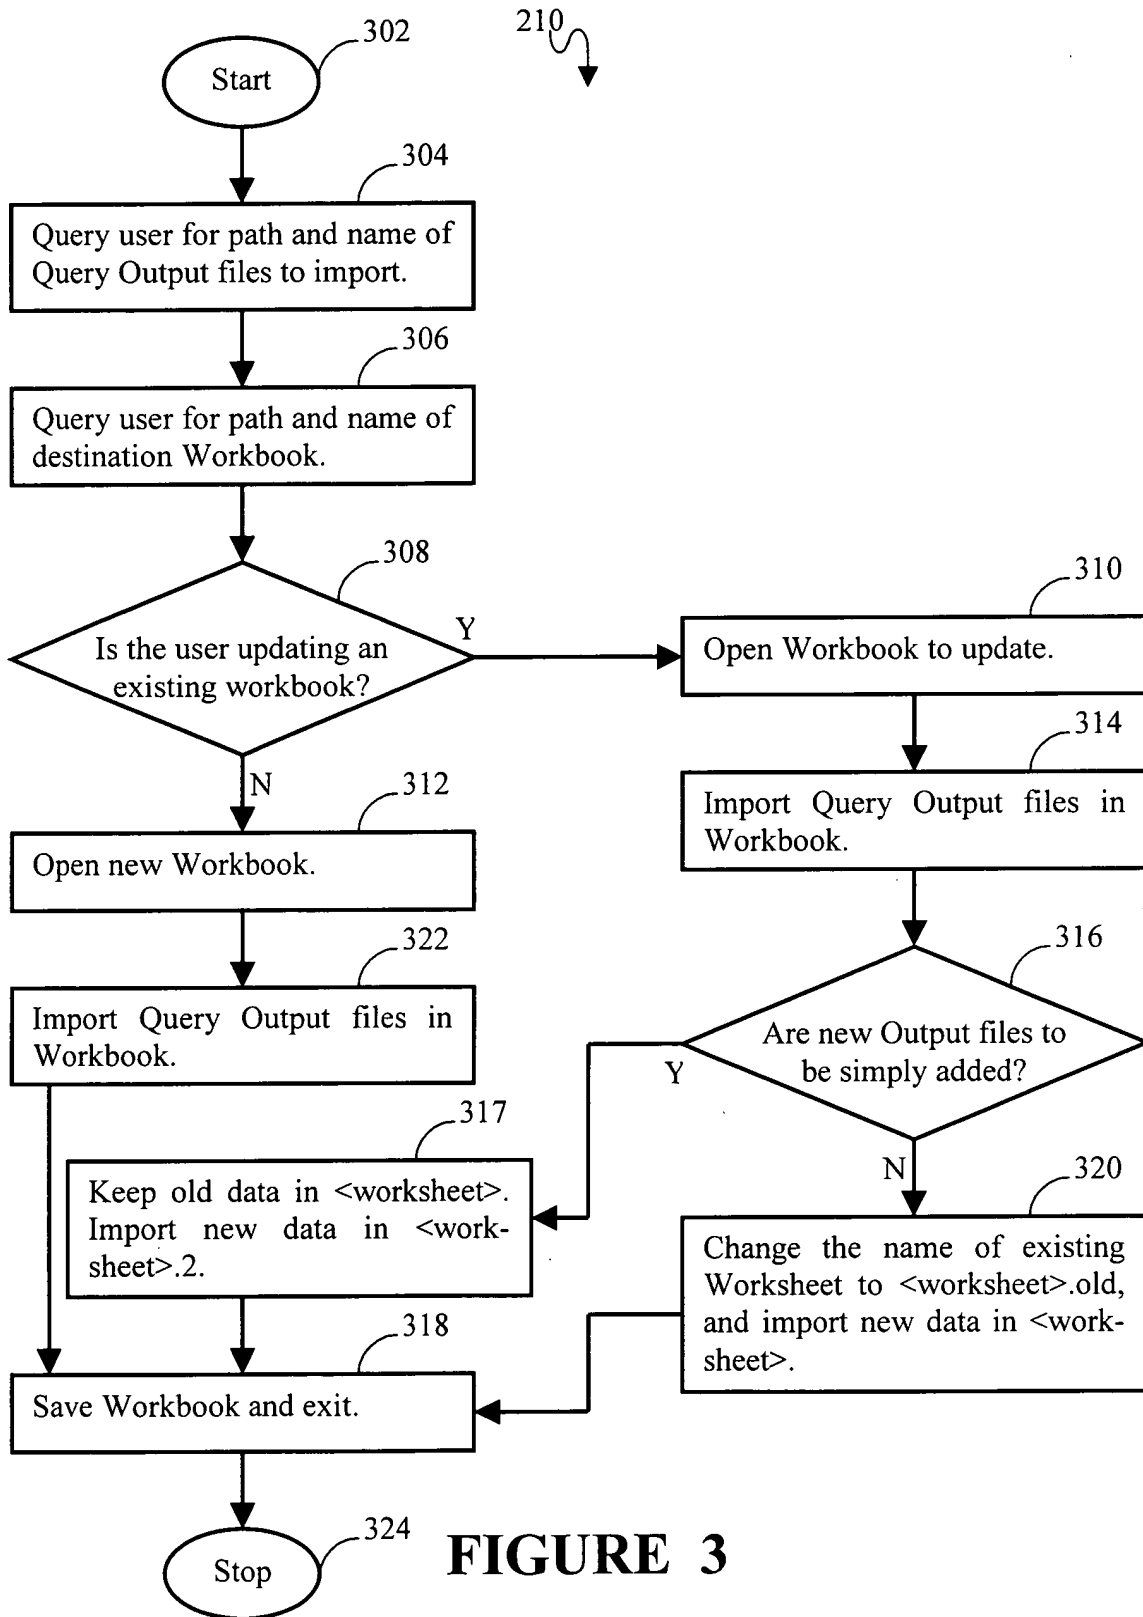 302
210
Start
304
Query user for path and name of
Query Output files to import.
306
Query user for path and name of
destination Workbook.
308
Is the user updating an
existing workbook?
Y
N
310
Open Workbook to update.
314
Import Query Output files in
Workbook.
312
Open new Workbook.
322
Import Query Output files in
Workbook.
316
Are new Output files to
be simply added?
Y
N
317
Keep old data in <worksheet>.
Import new data in <work-
sheet>.2.
320
Change the name of existing
Worksheet to <worksheet>.old,
and import new data in <work-
sheet>.
318
Save Workbook and exit.
324
Stop
FIGURE 3